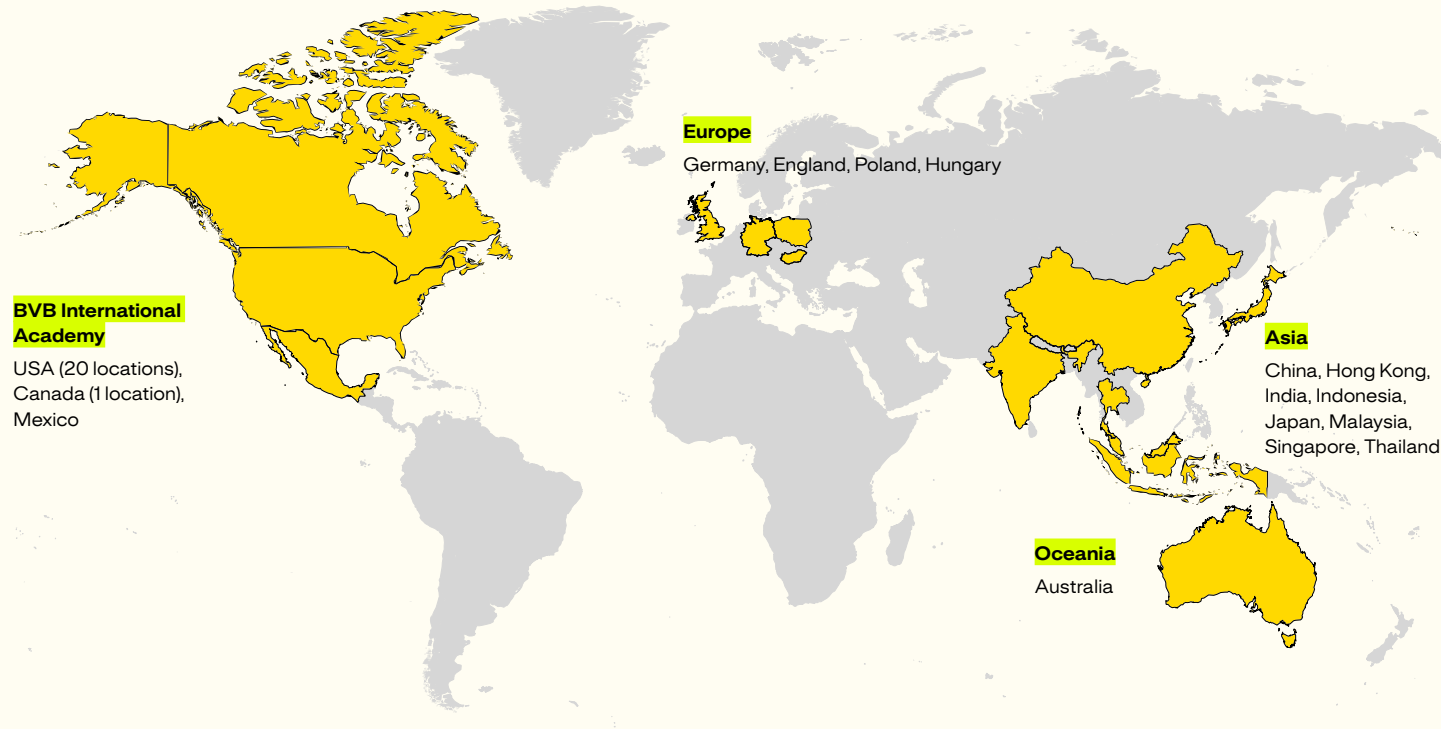 Europe
Germany, England, Poland, Hungary
BVB International
Academy
USA (20 locations),
Canada (1 location),
Mexico
Asia
China, Hong Kong,
India, Indonesia,
Japan, Malaysia,
Singapore, Thailand
Oceania
Australia